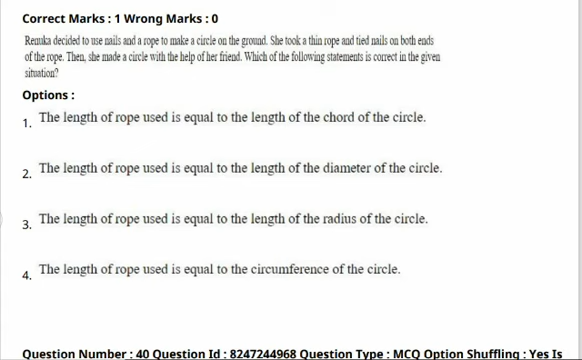 Correct Marks : 1 Wrong Marks : 0
Renuka decided to use nails and a rope to make a circle on the ground. She took a thin rope and tied nails on both ends
of the rope. Then, she made a circle with the help of her friend. Which of the following statements is correct in the given
situation?
Options :
1. The length of rope used is equal to the length of the chord of the circle.
2. The length of rope used is equal to the length of the diameter of the circle.
3. The length of rope used is equal to the length of the radius of the circle.
4. The length of rope used is equal to the circumference of the circle.
Question Number : 40 Question Id : 8247244968 Question Type : MCQ Option Shuffling : Yes Is